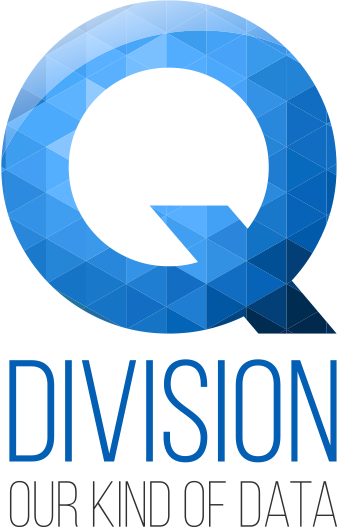 Q
DIVISION
OUR KIND OF DATA